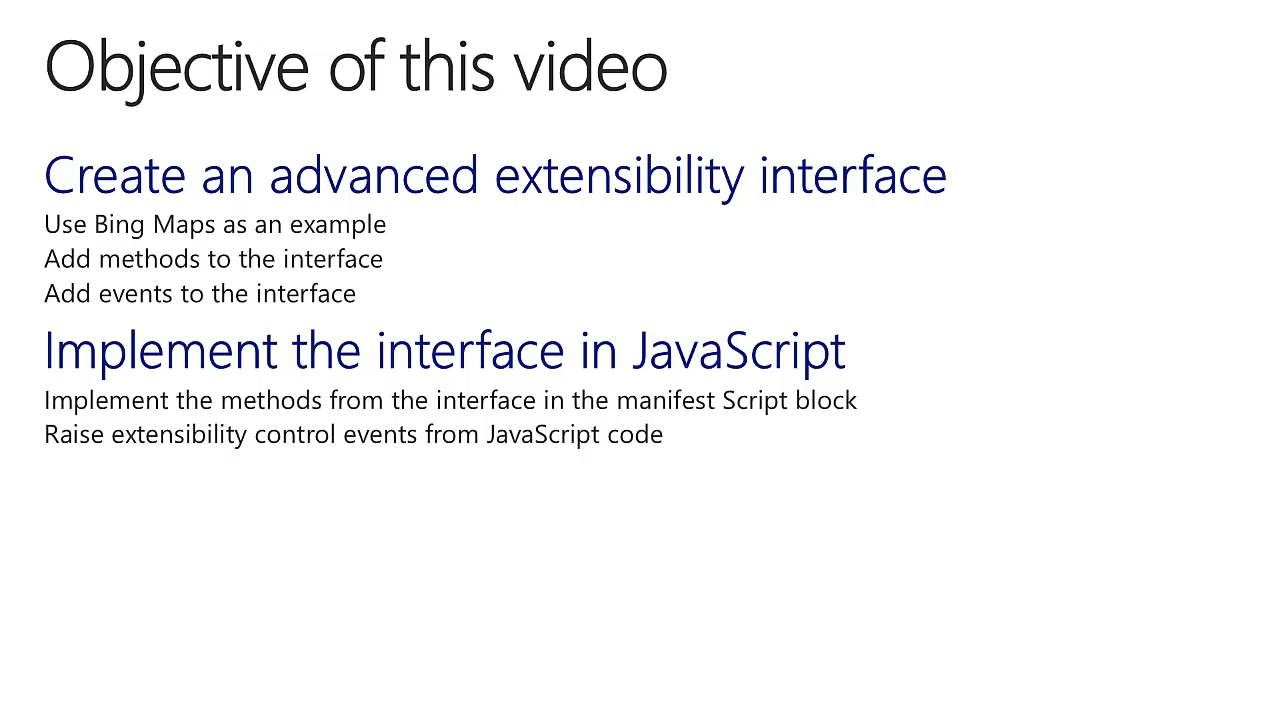 Objective of this video
Create an advanced extensibility interface
Use Bing Maps as an example
Add methods to the interface
Add events to the interface
Implement the interface in JavaScript
Implement the methods from the interface in the manifest Script block
Raise extensibility control events from JavaScript code